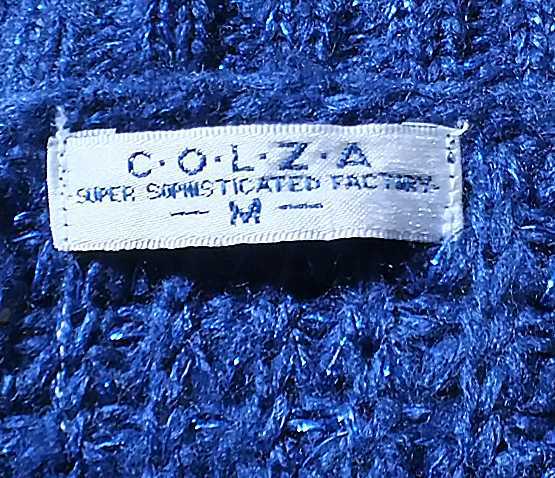 C·O·L·Z·A
-SUPER SOPHISTICATED FACTORY-
— M —